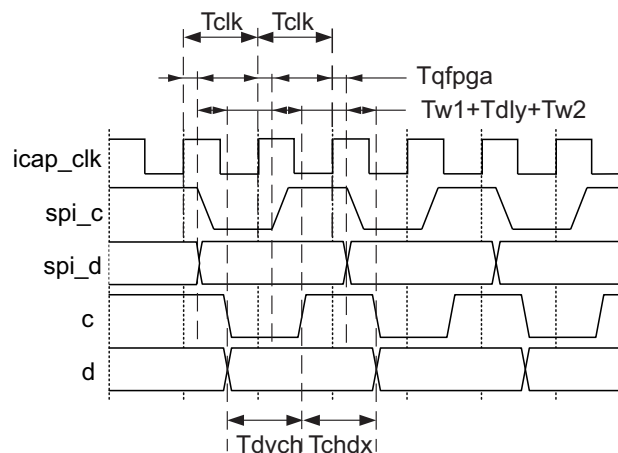 Tclk Tclk
Tqfpga
Tw1+Tdly+Tw2
icap_clk
spi_c
spi_d
c
d
Tdvch Tchdx